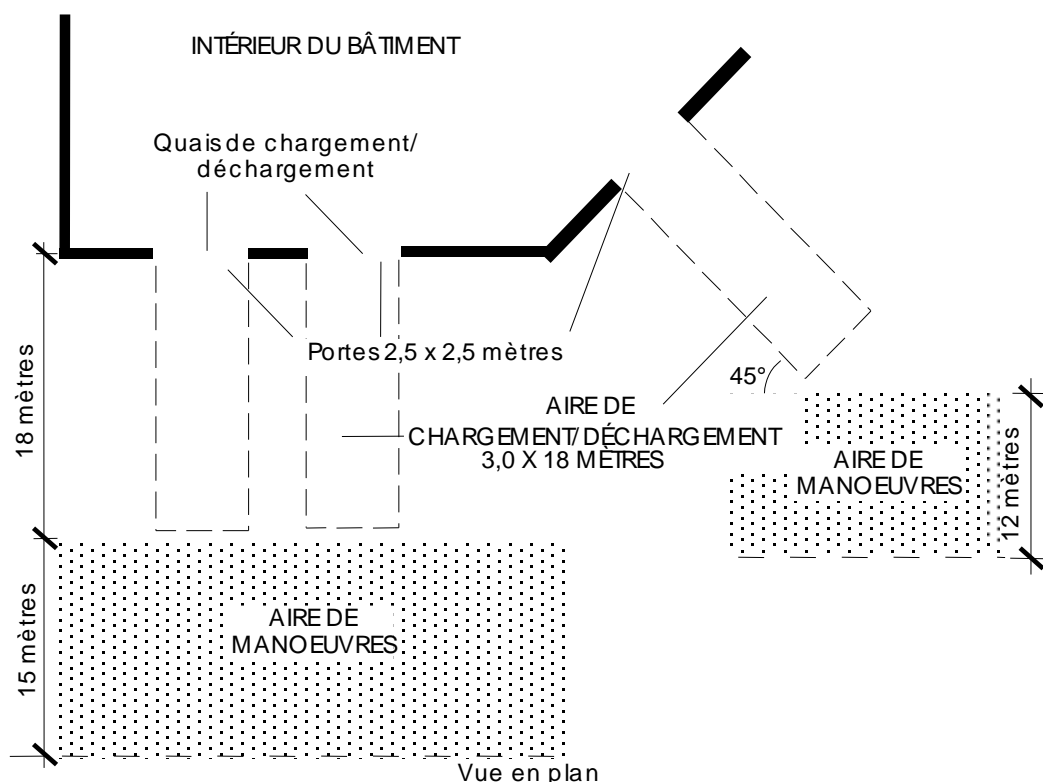 INTÉRIEUR DU BÂTIMENT
Quais de chargement/
déchargement
Portes 2,5 x 2,5 mètres
18 mètres
45°
AIRE DE
CHARGEMENT/DÉCHARGEMENT
3,0 X 18 MÈTRES
AIRE DE
MANOEUVRES
12 mètres
AIRE DE
MANOEUVRES
15 mètres
Vue en plan